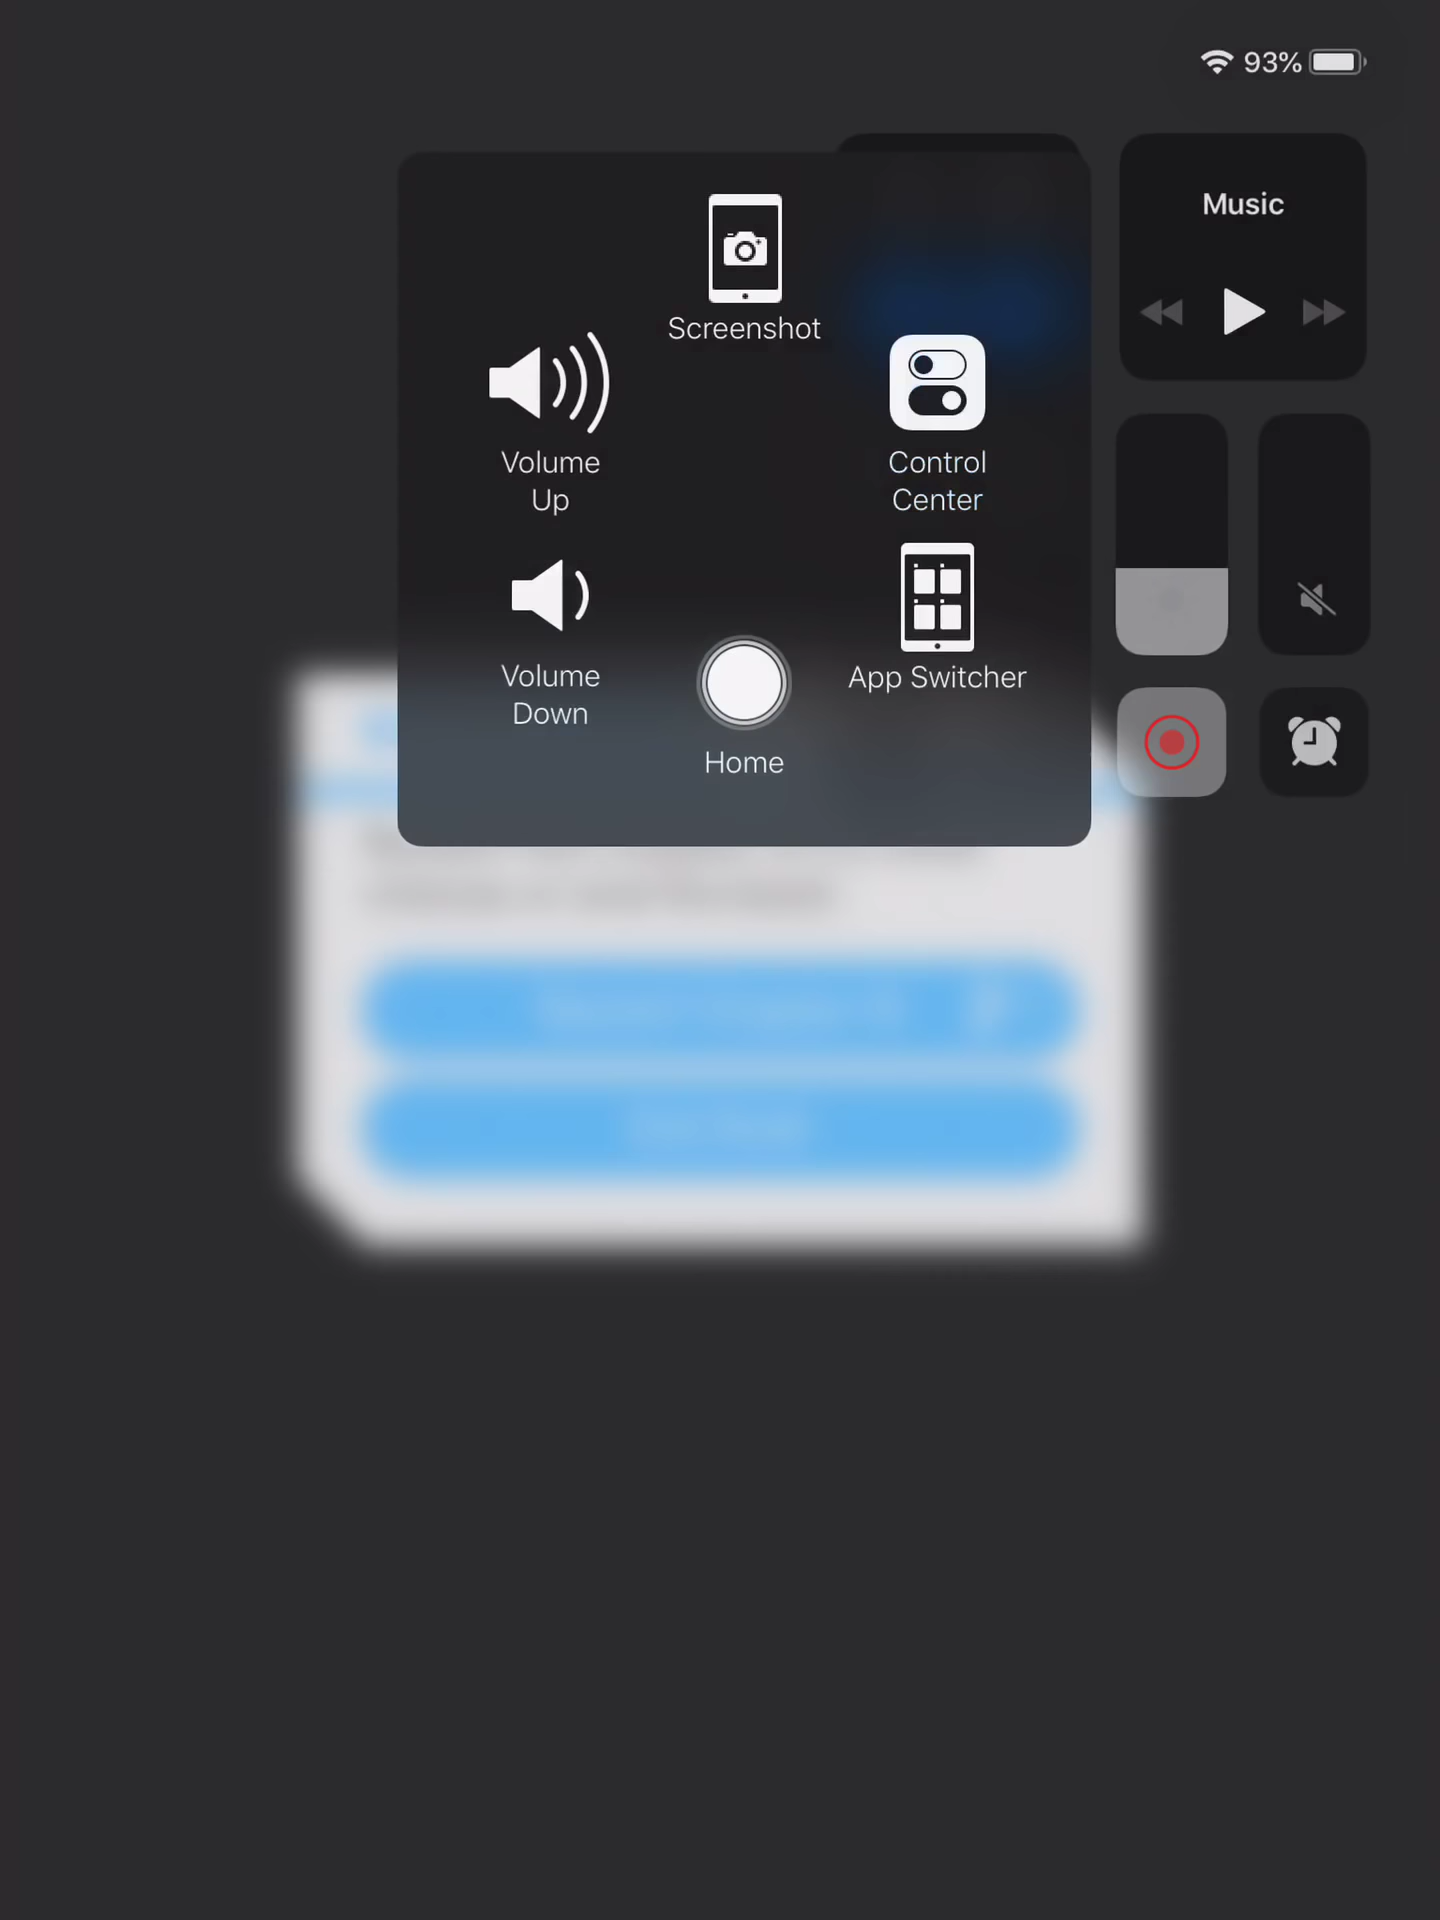 93%
Music
Screenshot
Volume
Up
Control
Center
Volume
Down
App Switcher
Home